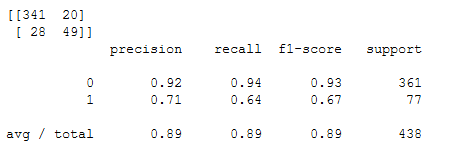 [[341  20]
 [ 28  49]]
             precision    recall  f1-score   support

          0       0.92      0.94      0.93       361
          1       0.71      0.64      0.67        77

avg / total       0.89      0.89      0.89       438